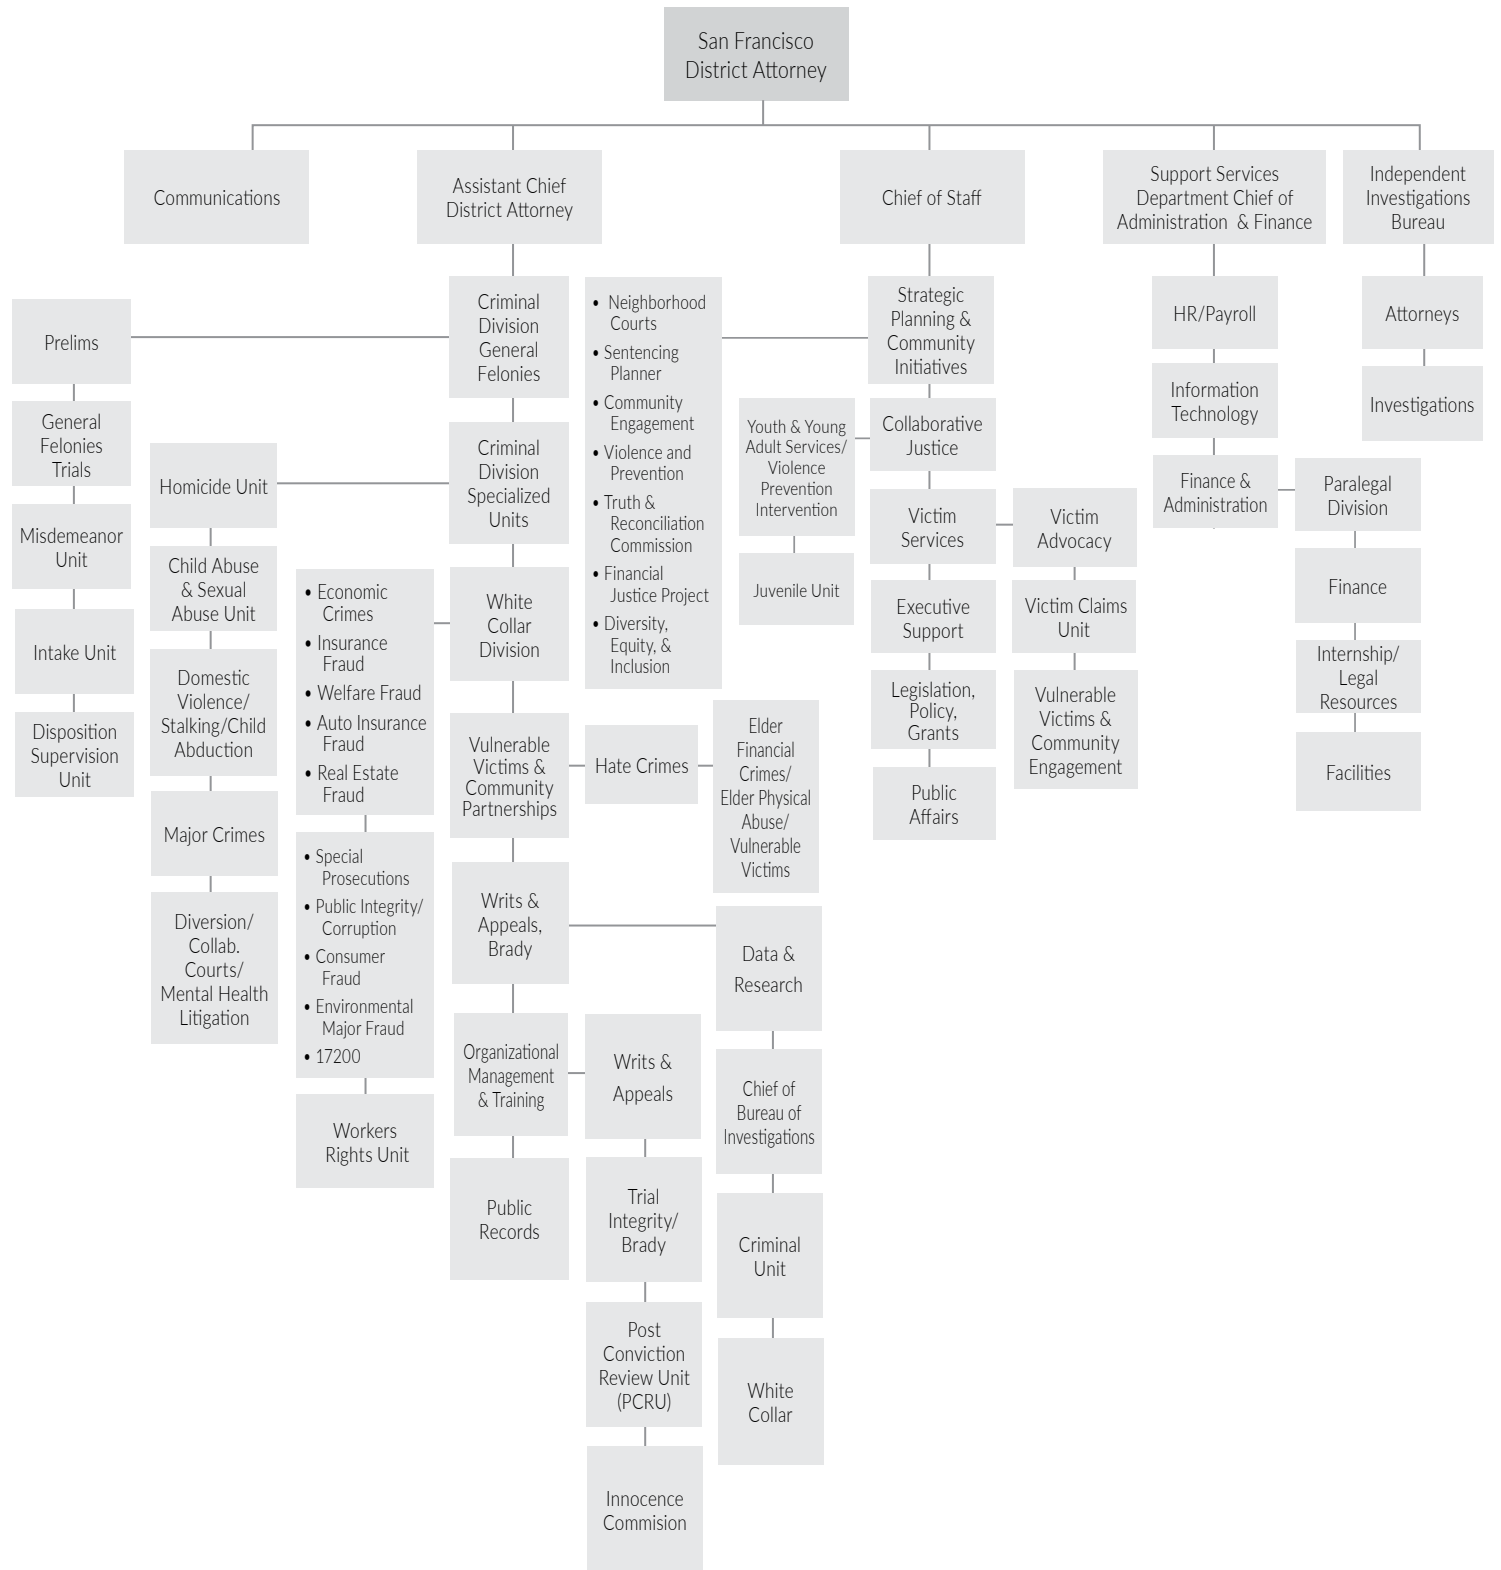 San Francisco
District Attorney
Communications
Assistant Chief
District Attorney
Chief of Staff
Support Services
Department Chief of
Administration & Finance
Independent
Investigations
Bureau
Prelims
General
Felonies
Trials
Misdemeanor
Unit
Intake Unit
Disposition
Supervision
Unit
Homicide Unit
Child Abuse
& Sexual
Abuse Unit
Domestic
Violence/
Stalking/Child
Abduction
Major Crimes
Diversion/
Collab.
Courts/
Mental Health
Litigation
• Economic
Crimes
• Insurance
Fraud
• Welfare Fraud
• Auto Insurance
Fraud
• Real Estate
Fraud
• Special
Prosecutions
• Public Integrity/
Corruption
• Consumer
Fraud
• Environmental
Major Fraud
• 17200
Workers
Rights Unit
Criminal
Division
General
Felonies
Criminal
Division
Specialized
Units
White
Collar
Division
Vulnerable
Victims &
Community
Partnerships
Writs &
Appeals,
Brady
Organizational
Management
& Training
Public
Records
• Neighborhood
Courts
• Sentencing
Planner
• Community
Engagement
• Violence and
Prevention
• Truth &
Reconciliation
Commission
• Financial
Justice Project
• Diversity,
Equity, &
Inclusion
Hate Crimes
Elder
Financial
Crimes/
Elder Physical
Abuse/
Vulnerable
Victims
Writs &
Appeals
Trial
Integrity/
Brady
Post
Conviction
Review Unit
(PCRU)
Innocence
Commision
Data &
Research
Chief of
Bureau of
Investigations
Criminal
Unit
White
Collar
Strategic
Planning &
Community
Initiatives
Youth & Young
Adult Services/
Violence
Prevention
Intervention
Juvenile Unit
Collaborative
Justice
Victim
Services
Executive
Support
Legislation,
Policy,
Grants
Public
Affairs
Victim
Advocacy
Victim Claims
Unit
Vulnerable
Victims &
Community
Engagement
HR/Payroll
Information
Technology
Finance &
Administration
Paralegal
Division
Finance
Internship/
Legal
Resources
Facilities
Attorneys
Investigations